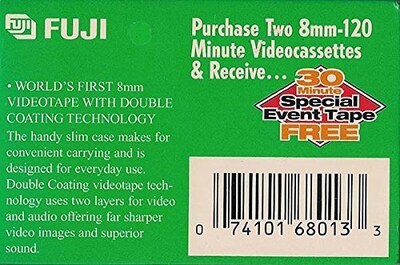 Fuji
FUJI
Purchase Two 8mm-120
Minute Videocassettes
& Receive...
30
Minute
Special
Event Tape
FREE
• WORLD'S FIRST 8mm
VIDEOTAPE WITH DOUBLE
COATING TECHNOLOGY
The handy slim case makes for
convenient carrying and is
designed for everyday use.
Double Coating videotape tech-
nology uses two layers for video
and audio offering far sharper
video images and superior
sound.
0 74101 68013 3